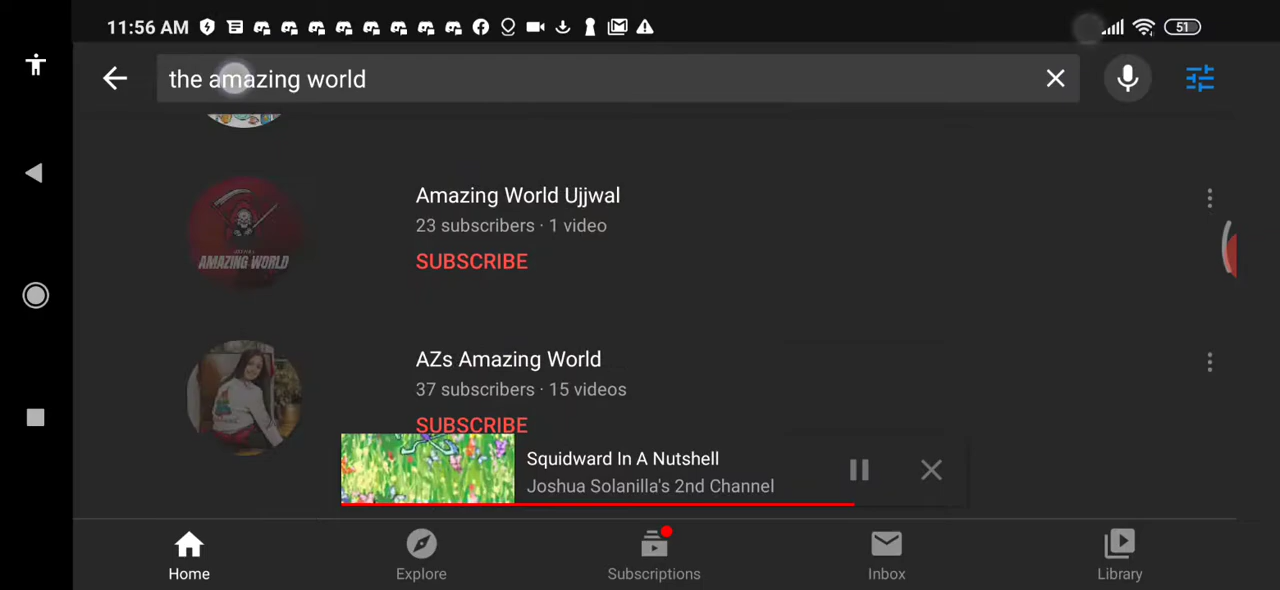 11:56 AM
51
the amazing world
Amazing World Ujjwal
23 subscribers · 1 video
SUBSCRIBE
AMAZING WORLD
AZs Amazing World
37 subscribers · 15 videos
SUBSCRIBE
Squidward In A Nutshell
Joshua Solanilla's 2nd Channel
Home
Explore
Subscriptions
Inbox
Library